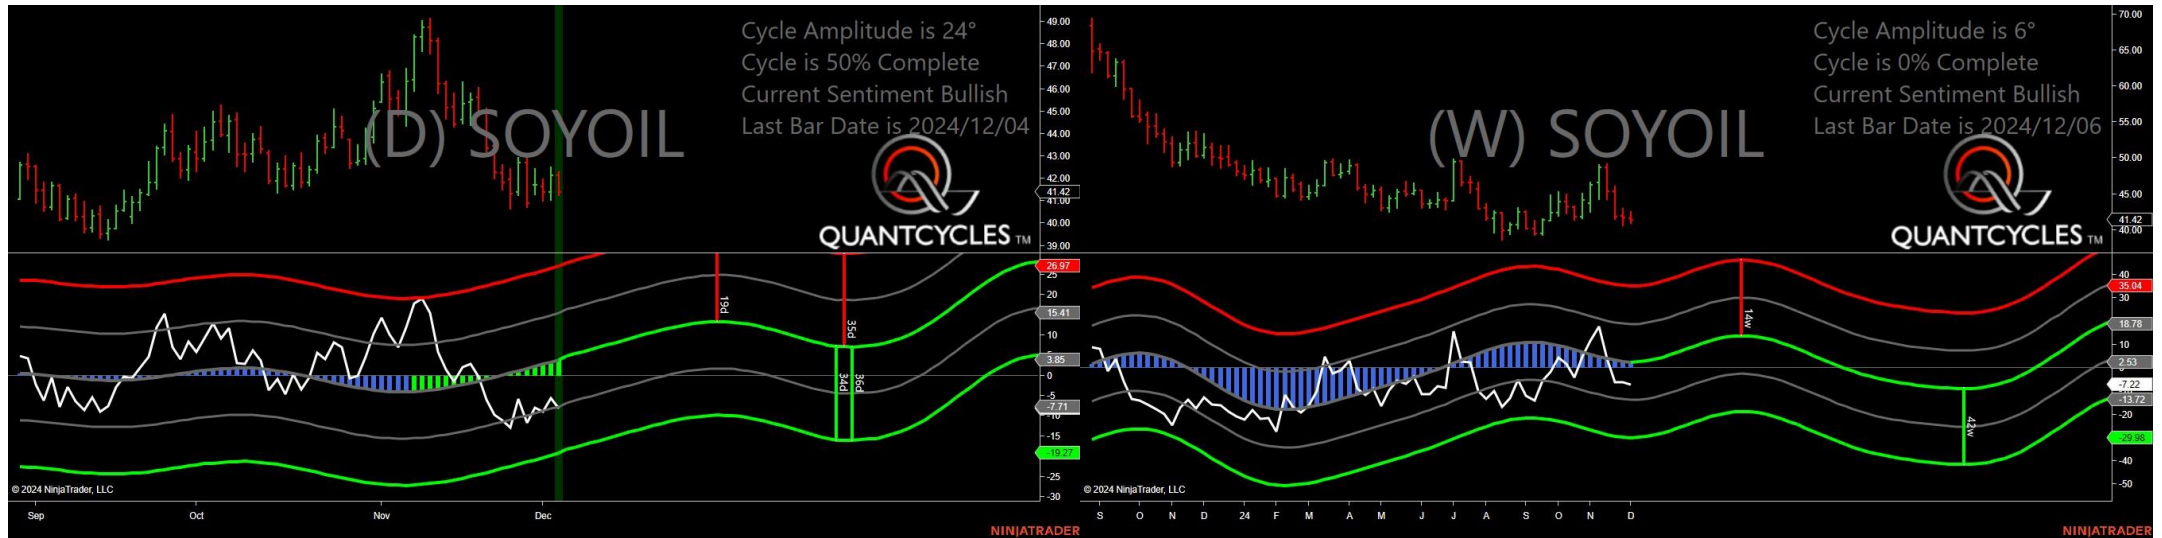 Cycle Amplitude is 24°
Cycle is 50% Complete
Current Sentiment Bullish
Last Bar Date is 2024/12/04
(D) SOYOIL
QUANTCYCLES TM
49.00
48.00
47.00
46.00
45.00
44.00
43.00
42.00
41.42
41.00
40.00
39.00
26.97
25
20
15.41
10
3.85
0
-5
-7.71
-10
-15
-19.27
-25
-30
19d
35d
34d
36d
© 2024 NinjaTrader, LLC
Sep Oct Nov Dec
NINJATRADER
Cycle Amplitude is 6°
Cycle is 0% Complete
Current Sentiment Bullish
Last Bar Date is 2024/12/06
(W) SOYOIL
QUANTCYCLES TM
70.00
65.00
60.00
55.00
50.00
45.00
41.42
40.00
40
35.04
30
18.78
10
2.53
-7.22
-13.72
-20
-29.98
-40
-50
14w
42w
© 2024 NinjaTrader, LLC
S O N D 24 F M A M J J A S O N D
NINJATRADER